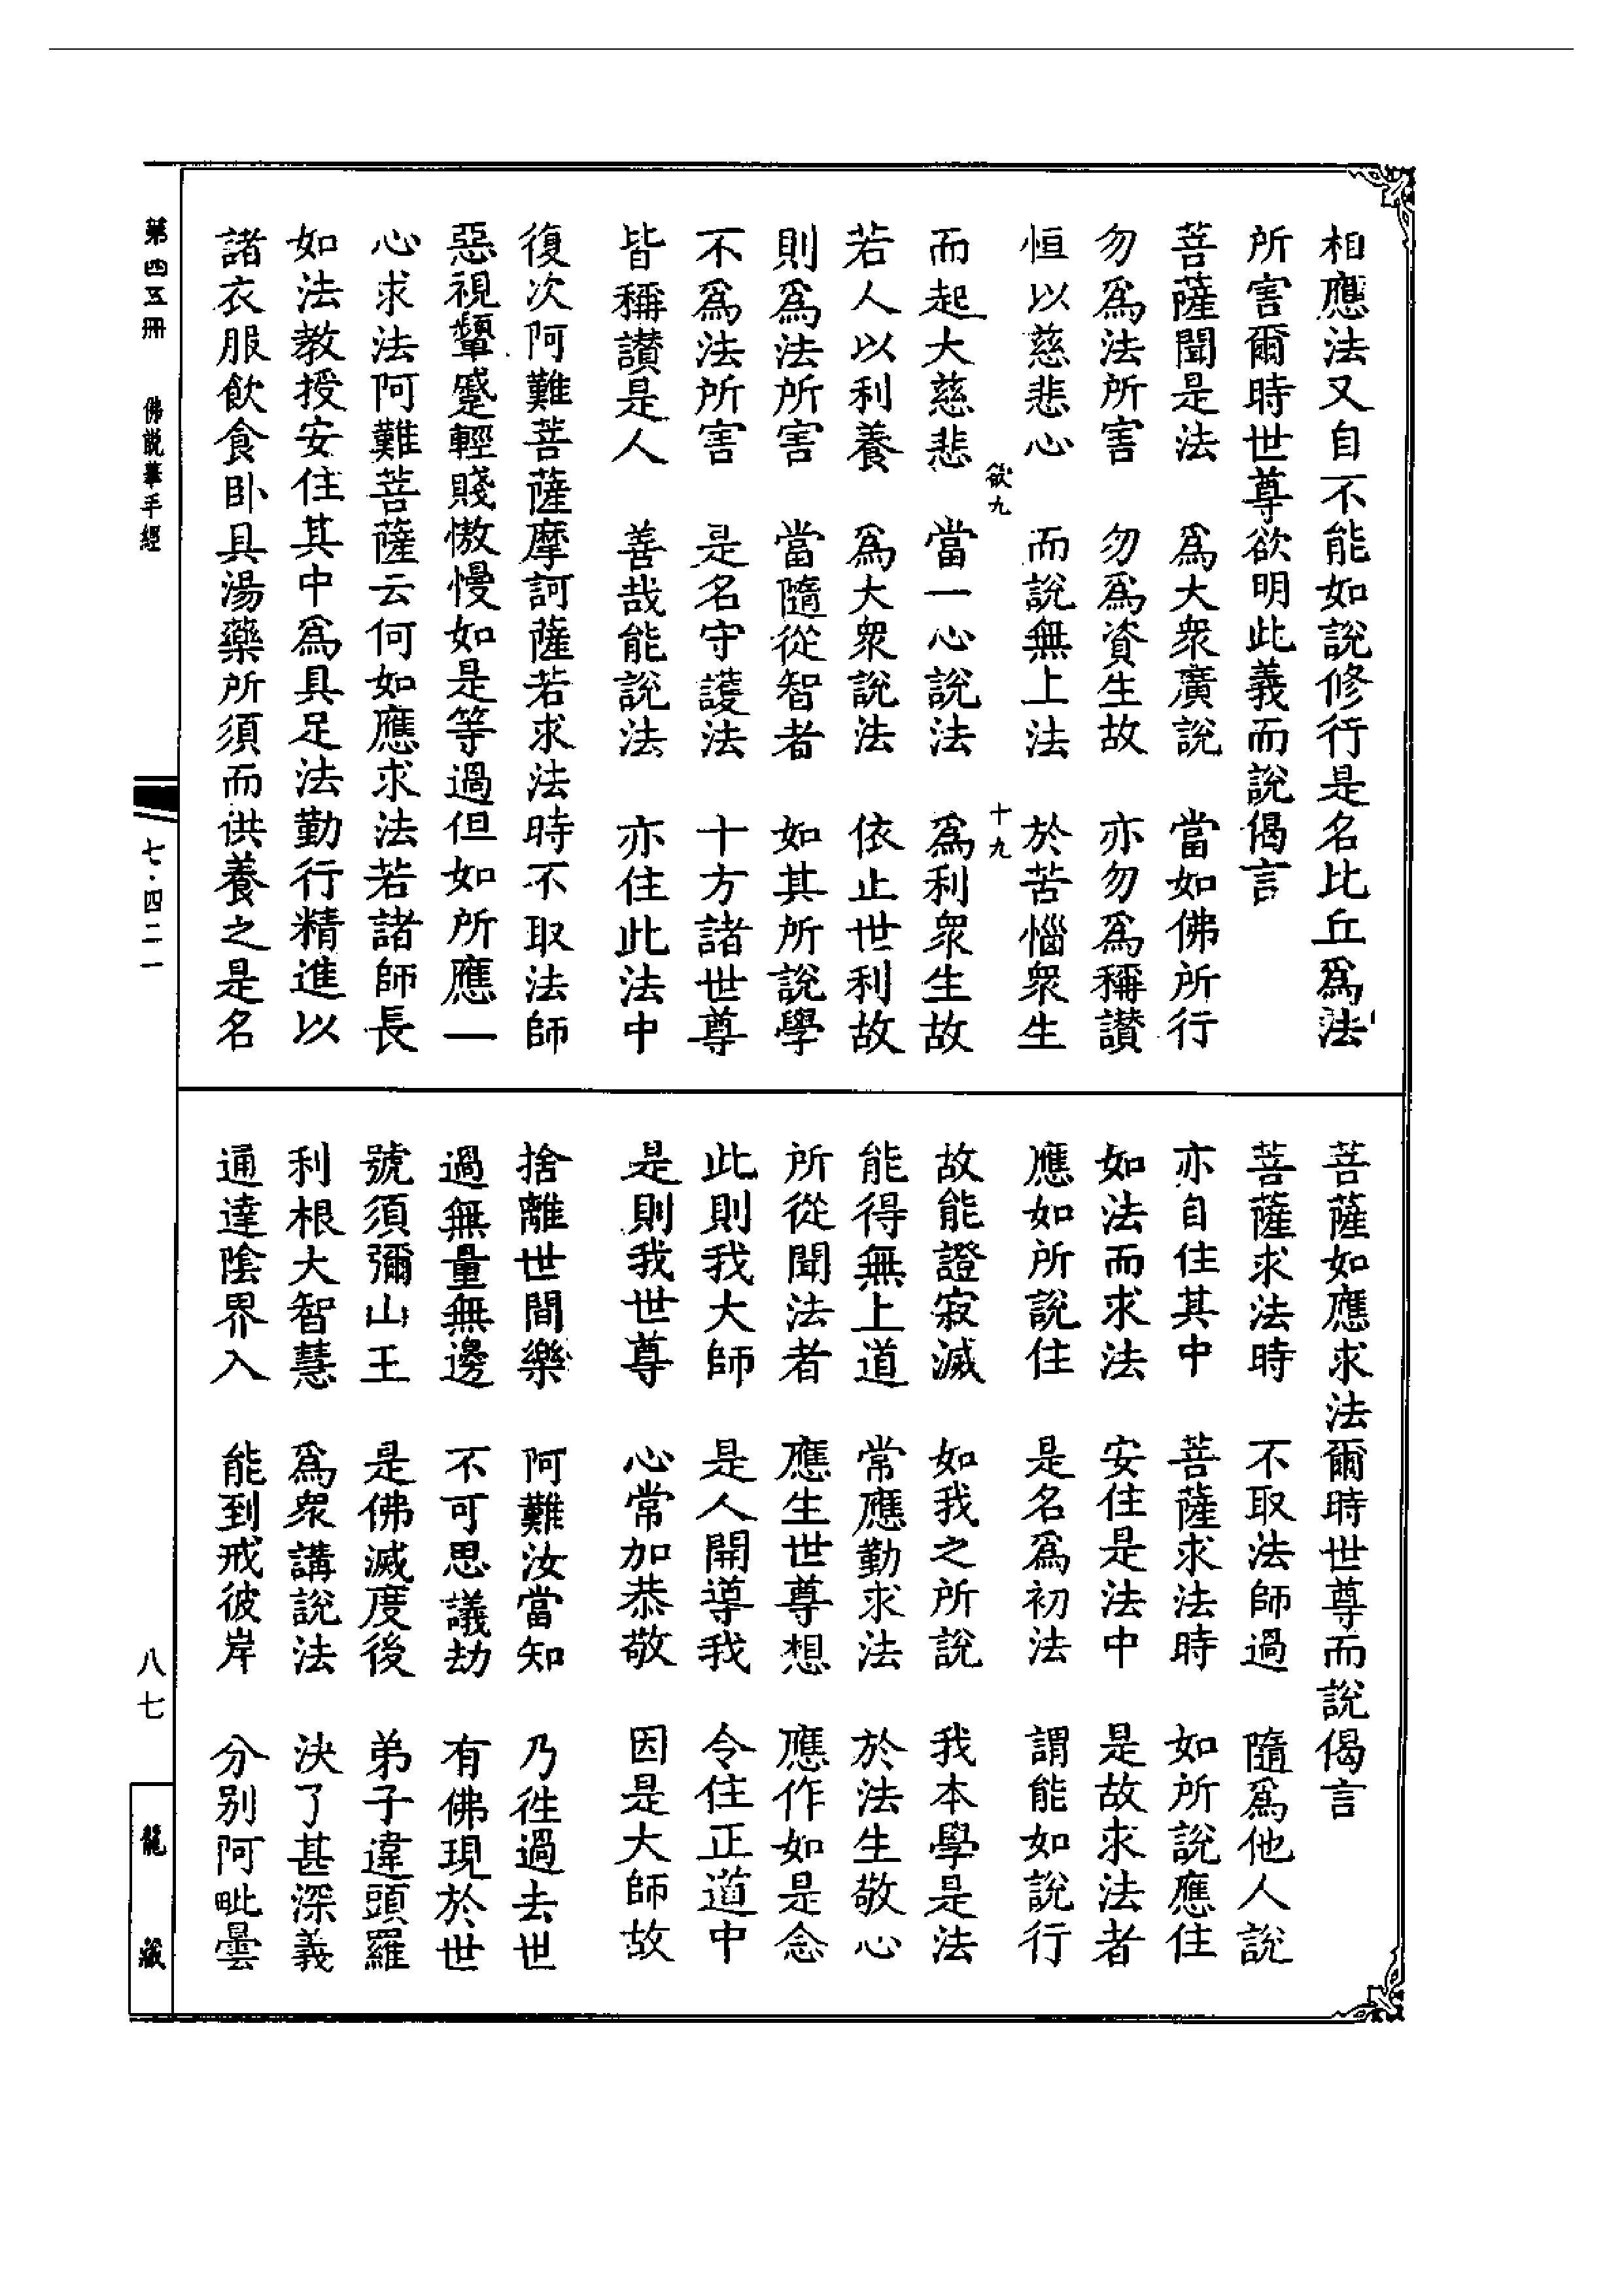 相應法又自不能如說修行是名比丘爲法
所害爾時世尊欲明此義而說偈言
菩薩聞是法　爲大衆廣說　當如佛所行
勿爲法所害　勿爲資生故　亦勿爲稱讚
恒以慈悲心　而說無上法　於苦惱衆生
欲九　十九
而起大慈悲　當一心說法　爲利衆生故
若人以利養　爲大衆說法　依止世利故
則爲法所害　當隨從智者　如其所說學
不爲法所害　是名守護法　十方諸世尊
皆稱讚是人　善哉能說法　亦住此法中
復次阿難菩薩摩訶薩若求法時不取法師
惡視顰蹙輕賤憿慢如是等過但如所應一
心求法阿難菩薩云何如應求法若諸師長
如法教授安住其中爲具足法勤行精進以
諸衣服飲食卧具湯藥所須而供養之是名
菩薩如應求法爾時世尊而說偈言
菩薩求法時　不取法師過　隨爲他人說
亦自住其中　菩薩求法時　如所說應住
如法而求法　安住是法中　是故求法者
應如所說住　是名爲初法　謂能如說行
故能證寂滅　如我之所說　我本學是法
能得無上道　常應勤求法　於法生敬心
所從聞法者　應生世尊想　應作如是念
此則我大師　是人開導我　令住正道中
是則我世尊　心常加恭敬　因是大師故
捨離世間樂　阿難汝當知　乃徃過去世
過無量無邊　不可思議劫　有佛現於世
號須彌山王　是佛滅度後　弟子違頭羅
利根大智慧　爲衆講說法　決了甚深義
通達陰界入　能到戒彼岸　分別阿毗曇
第四五冊　佛說華手經　七·四二一　八七　龍藏